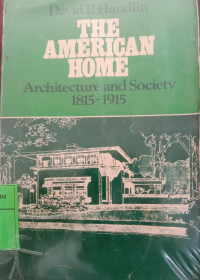 David P. Handlin
THE
AMERICAN
HOME
Architecture and Society
1815-1915